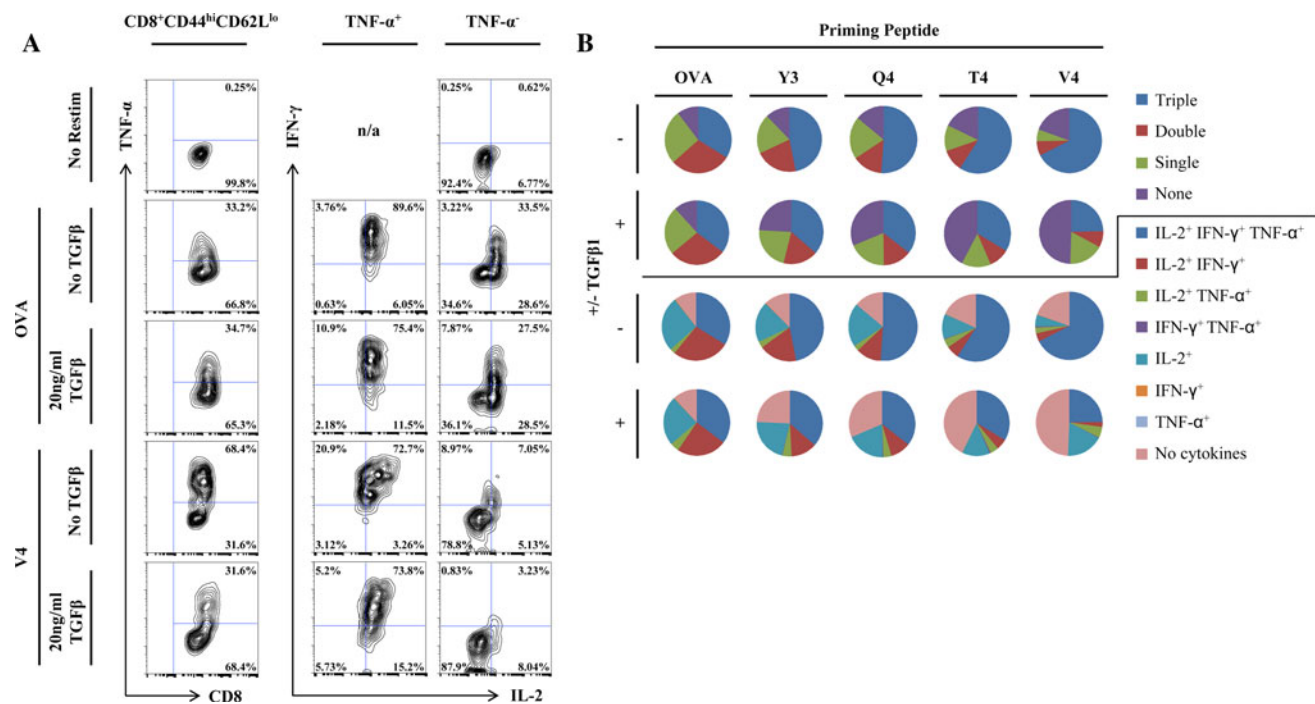 A
CD8⁺CD44ʰⁱCD62Lˡᵒ
TNF-α⁺
TNF-α⁻
No Restim
TNF-α
0.25%
99.8%
IFN-γ
n/a
0.25% 0.62%
92.4% 6.77%
OVA
No TGFβ
33.2%
66.8%
3.76% 89.6%
0.63% 6.05%
3.22% 33.5%
34.6% 28.6%
20ng/ml TGFβ
34.7%
65.3%
10.9% 75.4%
2.18% 11.5%
7.87% 27.5%
36.1% 28.5%
V4
No TGFβ
68.4%
31.6%
20.9% 72.7%
3.12% 3.26%
8.97% 7.05%
78.8% 5.13%
20ng/ml TGFβ
31.6%
68.4%
5.2% 73.8%
5.73% 15.2%
0.83% 3.23%
87.9% 8.04%
CD8
IL-2
B
Priming Peptide
OVA Y3 Q4 T4 V4
+/- TGFβ1
-
+
-
+
Triple
Double
Single
None
IL-2⁺ IFN-γ⁺ TNF-α⁺
IL-2⁺ IFN-γ⁺
IL-2⁺ TNF-α⁺
IFN-γ⁺ TNF-α⁺
IL-2⁺
IFN-γ⁺
TNF-α⁺
No cytokines